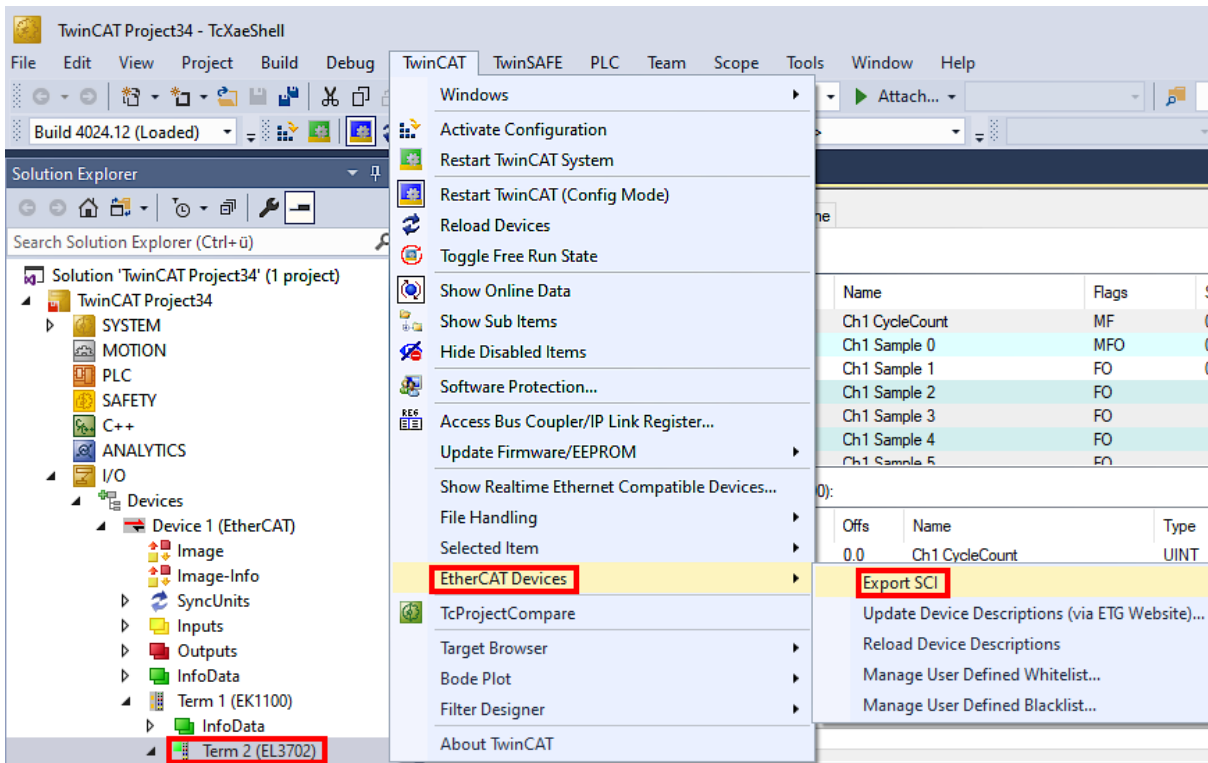 TwinCAT Project34 - TcXaeShell
File Edit View Project Build Debug TwinCAT TwinSAFE PLC Team Scope Tools Window Help
Attach...
Build 4024.12 (Loaded)
Solution Explorer
Search Solution Explorer (Ctrl+ü)
Solution 'TwinCAT Project34' (1 project)
TwinCAT Project34
SYSTEM
MOTION
PLC
SAFETY
C++
ANALYTICS
I/O
Devices
Device 1 (EtherCAT)
Image
Image-Info
SyncUnits
Inputs
Outputs
InfoData
Term 1 (EK1100)
InfoData
Term 2 (EL3702)
Windows
Activate Configuration
Restart TwinCAT System
Restart TwinCAT (Config Mode)
Reload Devices
Toggle Free Run State
Show Online Data
Show Sub Items
Hide Disabled Items
Software Protection...
REG
Access Bus Coupler/IP Link Register...
Update Firmware/EEPROM
Show Realtime Ethernet Compatible Devices...
File Handling
Selected Item
EtherCAT Devices
TcProjectCompare
Target Browser
Bode Plot
Filter Designer
About TwinCAT
Export SCI
Update Device Descriptions (via ETG Website)...
Reload Device Descriptions
Manage User Defined Whitelist...
Manage User Defined Blacklist...
Name Flags
Ch1 CycleCount MF
Ch1 Sample 0 MFO
Ch1 Sample 1 FO
Ch1 Sample 2 FO
Ch1 Sample 3 FO
Ch1 Sample 4 FO
Ch1 Sample 5 FO
Offs Name Type
0.0 Ch1 CycleCount UINT